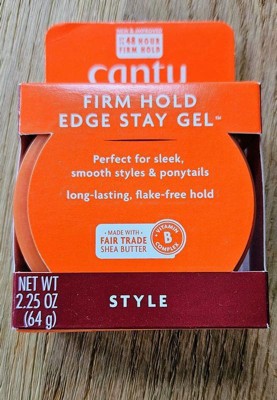 48 HOUR
FIRM HOLD
cantu
FIRM HOLD
EDGE STAY GEL™
Perfect for sleek,
smooth styles & ponytails
long-lasting, flake-free hold
MADE WITH
FAIR TRADE
SHEA BUTTER
VITAMIN
B
COMPLEX
NET WT
2.25 OZ
(64 g)
STYLE